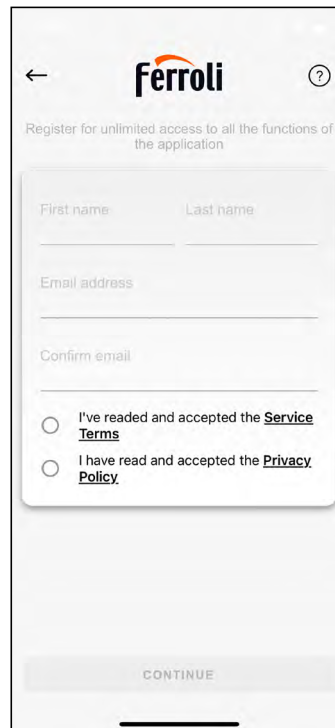 Ferroli
?
Register for unlimited access to all the functions of
the application
First name Last name
Email address
Confirm email
I've readed and accepted the Service
Terms
I have read and accepted the Privacy
Policy
CONTINUE